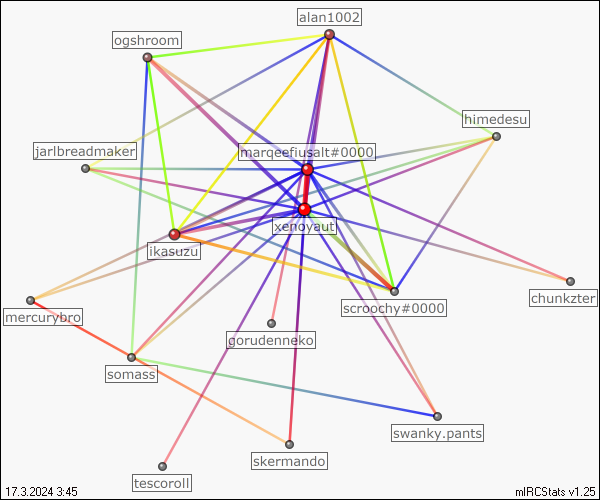 alan1002
ogshroom
himedesu
jarlbreadmaker
marqeefiusalt#0000
xenoyaut
ikasuzu
chunkzter
scroochy#0000
mercurybro
gorudenneko
somass
swanky.pants
skermando
tescoroll
17.3.2024 3:45
mIRCStats v1.25